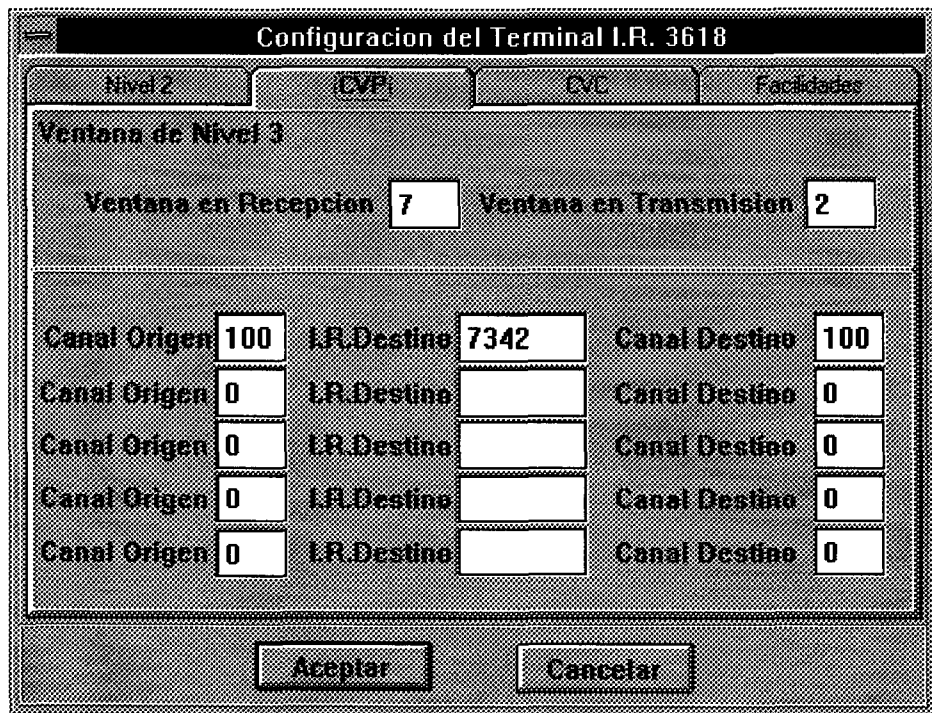 Configuracion del Terminal I.R. 3618
Nivel 2 (CVP) CVC Facilidades
Ventana de Nivel 3
Ventana en Recepcion 7 Ventana en Transmision 2
Canal Origen 100 I.R.Destino 7342 Canal Destino 100
Canal Origen 0 I.R.Destino Canal Destino 0
Canal Origen 0 I.R.Destino Canal Destino 0
Canal Origen 0 I.R.Destino Canal Destino 0
Canal Origen 0 I.R.Destino Canal Destino 0
Aceptar Cancelar